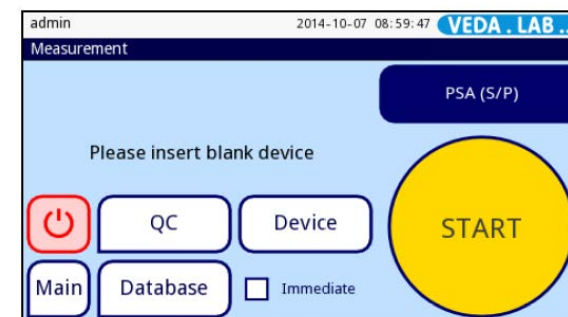 admin 2014-10-07 08:59:47 VEDA . LAB ..
Measurement
PSA (S/P)
Please insert blank device
QC Device START
Main Database Immediate